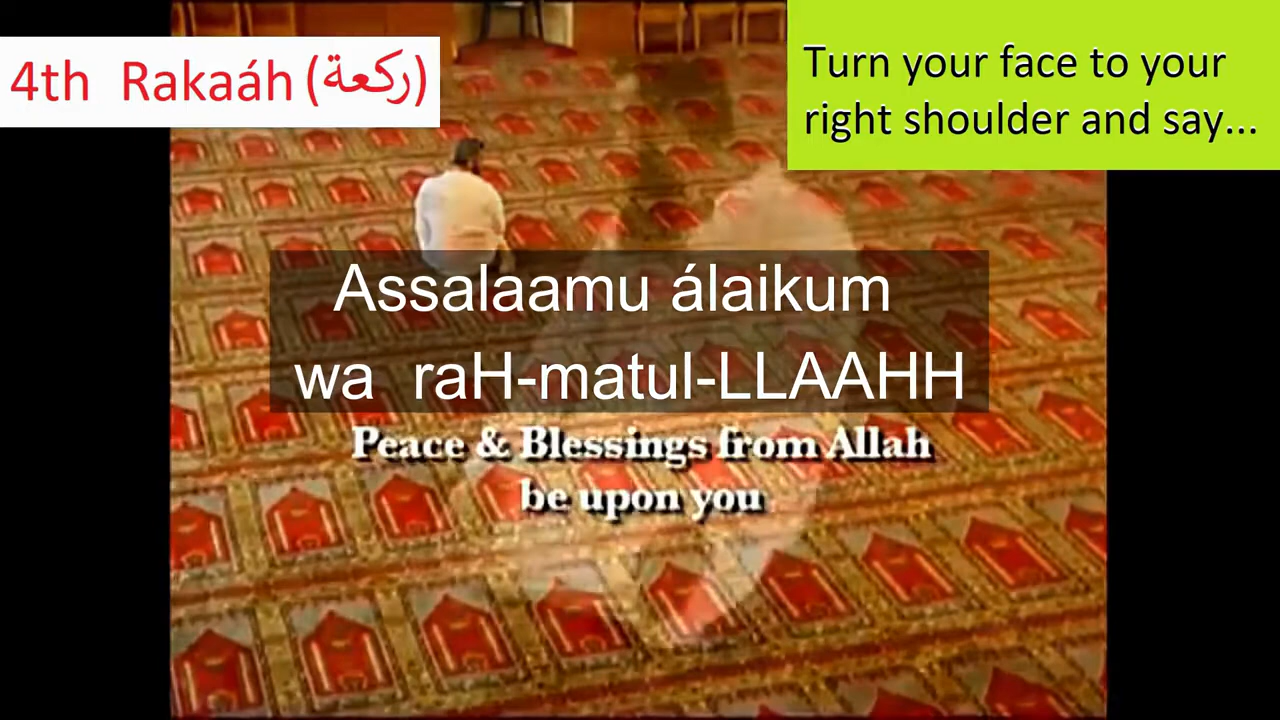 4th Rakaáh (ركعة)
Turn your face to your
right shoulder and say...
Assalaamu álaikum
wa raH-matul-LLAAHH
Peace & Blessings from Allah
be upon you